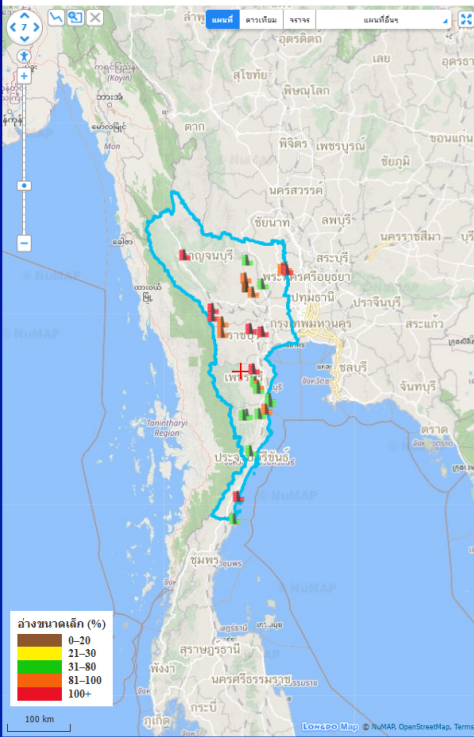 7
แผนที่
ดาวเทียม
จราจร
แผนที่อื่นๆ
อุตรดิตถ์
เลย
สุโขทัย
พิษณุโลก
ตาก
พิจิตร
เพชรบูรณ์
ขอนแก่น
ชัยภูมิ
(Kayin)
Mon
นครสวรรค์
ชัยนาท
ลพบุรี
นครราชสีมา
สระบุรี
กาญจนบุรี
พระนครศรีอยุธยา
ปทุมธานี
ปราจีนบุรี
กรุงเทพมหานคร
สระแก้ว
ชลบุรี
จันทบุรี
ตราด
Tanintharyi
Region
ประจวบคีรีขันธ์
ชุมพร
NuMAP
สุราษฎร์ธานี
นครศรีธรรมราช
พังงา
กระบี่
ภูเก็ต
อ่างขนาดเล็ก (%)
0–20
21–30
31–80
81–100
100+
100 km
LONGDO Map © NuMAP, OpenStreetMap, Terms